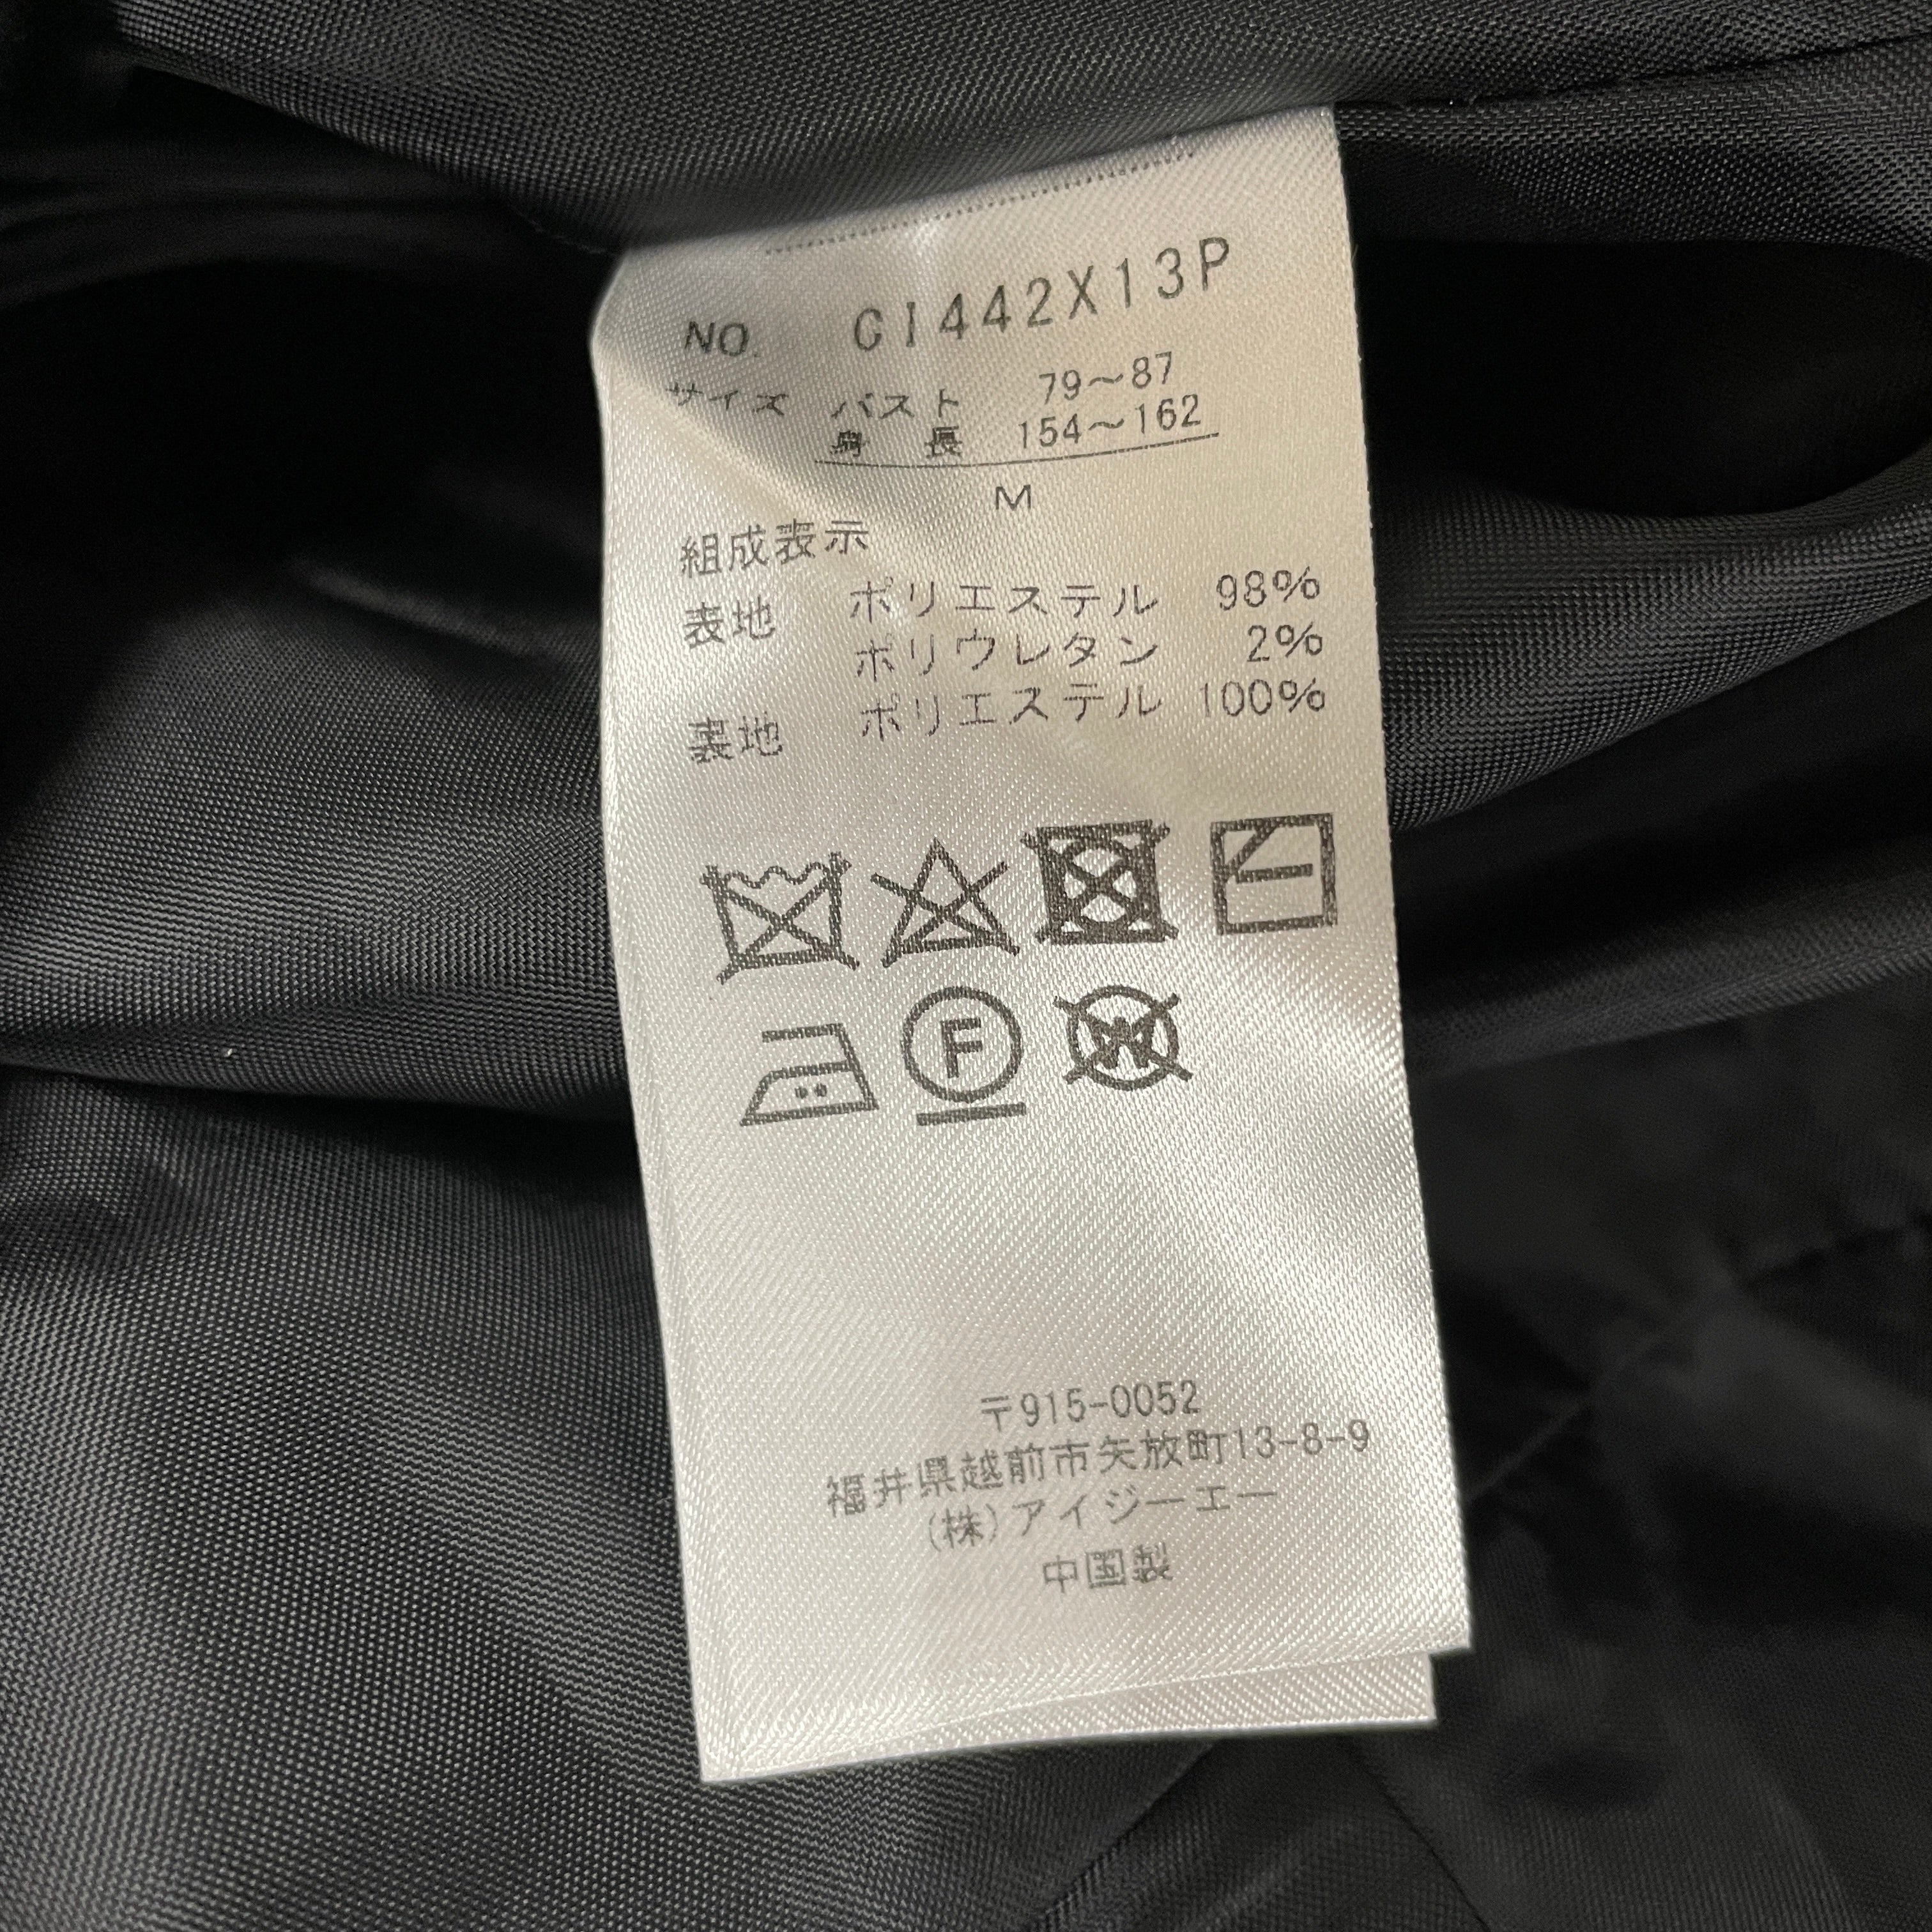 NO. CI442X13P
サイズ バスト 79～87
身長 154～162
M
組成表示
表地 ポリエステル 98%
ポリウレタン 2%
裏地 ポリエステル 100%
F W
〒915-0052
福井県越前市矢放町13-8-9
(株)アイジーエー
中国製